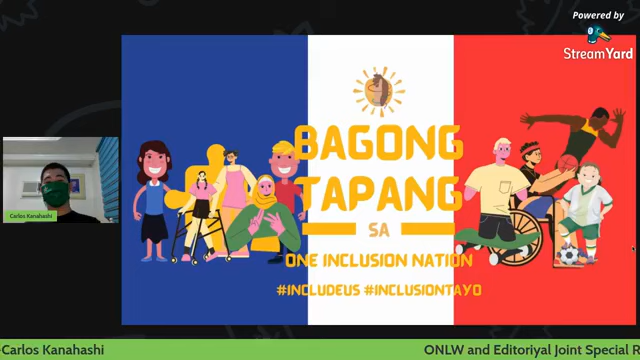 Powered by
StreamYard
BAGONG
TAPANG
SA
ONE INCLUSION NATION
#INCLUDEUS #INCLUSIONTAYO
Carlos Kanahashi
-Carlos Kanahashi
ONLW and Editoriyal Joint Special R